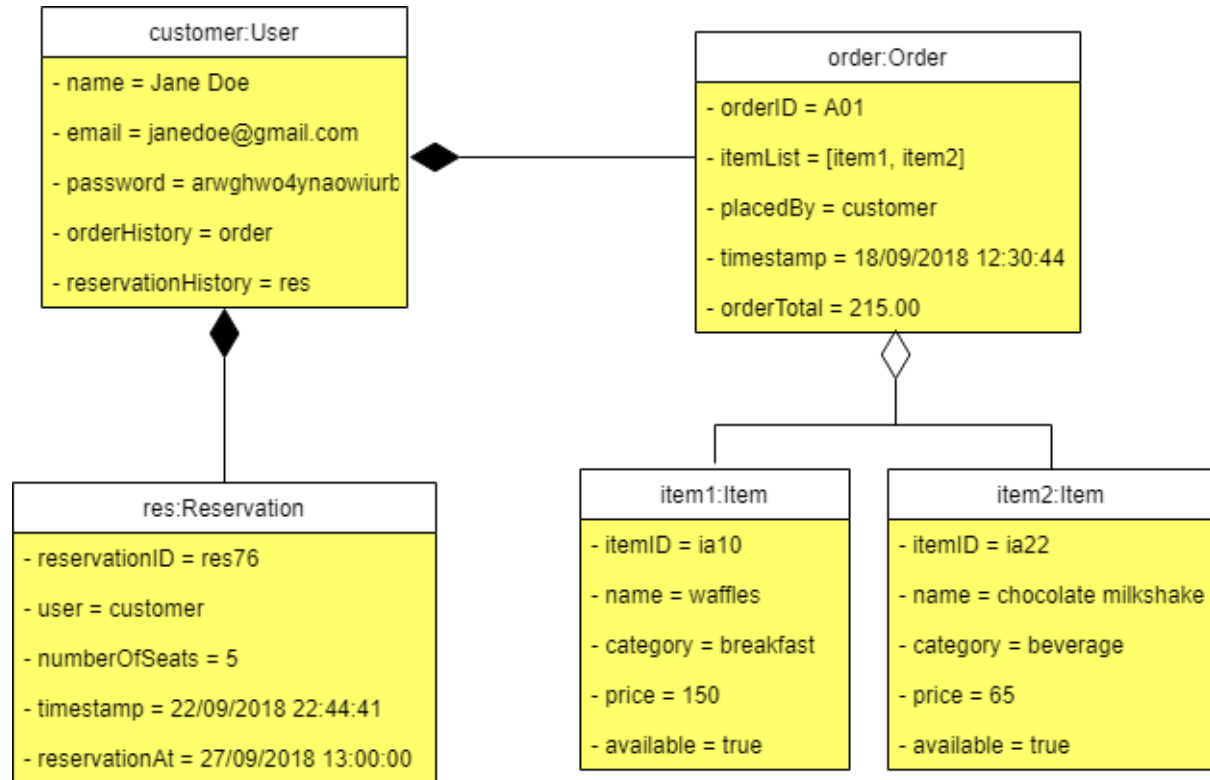 customer:User
- name = Jane Doe
- email = janedoe@gmail.com
- password = arwghwo4ynaowiurb
- orderHistory = order
- reservationHistory = res
order:Order
- orderID = A01
- itemList = [item1, item2]
- placedBy = customer
- timestamp = 18/09/2018 12:30:44
- orderTotal = 215.00
res:Reservation
- reservationID = res76
- user = customer
- numberOfSeats = 5
- timestamp = 22/09/2018 22:44:41
- reservationAt = 27/09/2018 13:00:00
item1:Item
- itemID = ia10
- name = waffles
- category = breakfast
- price = 150
- available = true
item2:Item
- itemID = ia22
- name = chocolate milkshake
- category = beverage
- price = 65
- available = true